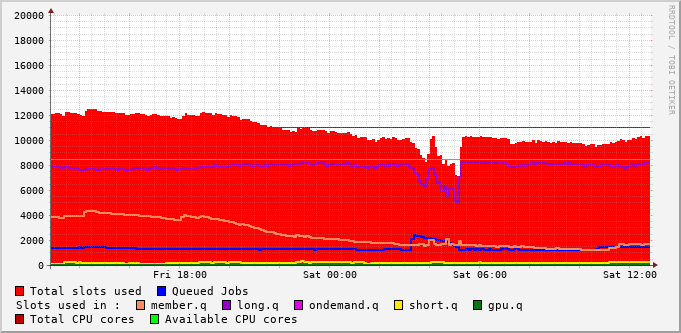 RRDTOOL / TOBI OETIKER
20000
18000
16000
14000
12000
10000
8000
6000
4000
2000
0
Fri 18:00 Sat 00:00 Sat 06:00 Sat 12:00
Total slots used Queued Jobs
Slots used in : member.q long.q ondemand.q short.q gpu.q
Total CPU cores Available CPU cores